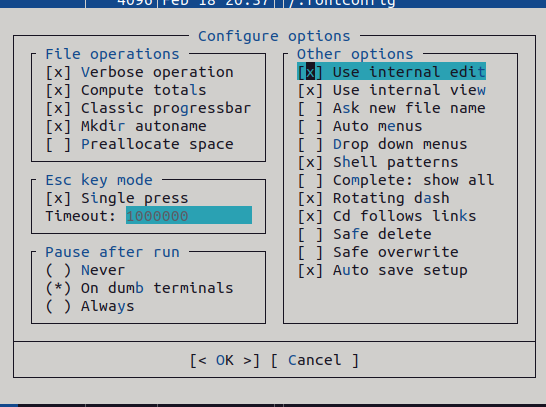 4096 Feb 18 20:37 /.fontconfig
Configure options
File operations
[x] Verbose operation
[x] Compute totals
[x] Classic progressbar
[x] Mkdir autoname
[ ] Preallocate space
Esc key mode
[x] Single press
Timeout: 1000000
Pause after run
( ) Never
(*) On dumb terminals
( ) Always
Other options
[x] Use internal edit
[x] Use internal view
[ ] Ask new file name
[ ] Auto menus
[ ] Drop down menus
[x] Shell patterns
[ ] Complete: show all
[x] Rotating dash
[x] Cd follows links
[ ] Safe delete
[ ] Safe overwrite
[x] Auto save setup
[< OK >] [ Cancel ]